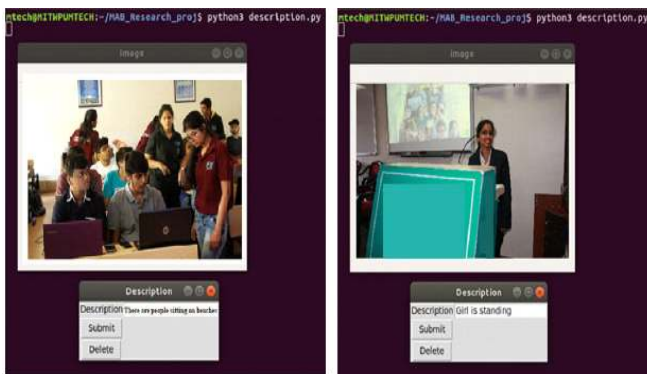 mtech@MITWPUMTECH:~/MAB_Research_proj$ python3 description.py
image
Description
Description There are people sitting on benches
Submit
Delete
mtech@MITWPUMTECH:~/MAB_Research_proj$ python3 description.py
image
Description
Description Girl is standing
Submit
Delete